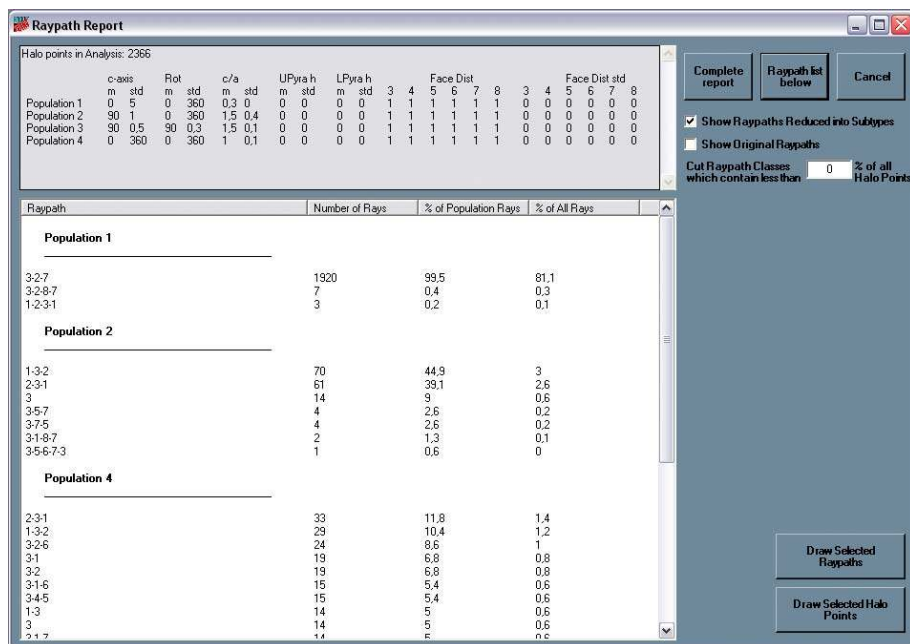 Raypath Report
Halo points in Analysis: 2366
c-axis Rot c/a UPyra h LPyra h Face Dist Face Dist std
m std m std m std m std m std 3 4 5 6 7 8 3 4 5 6 7 8
Population 1 0 5 0 360 0,3 0 0 0 0 0 1 1 1 1 1 1 0 0 0 0 0 0
Population 2 90 1 0 360 1,5 0,4 0 0 0 0 1 1 1 1 1 1 0 0 0 0 0 0
Population 3 90 0,5 90 0,3 1,5 0,1 0 0 0 0 1 1 1 1 1 1 0 0 0 0 0 0
Population 4 0 360 0 360 1 0,1 0 0 0 0 1 1 1 1 1 1 0 0 0 0 0 0
Complete report
Raypath list below
Cancel
Show Raypaths Reduced into Subtypes
Show Original Raypaths
Cut Raypath Classes which contain less than 0 % of all Halo Points
Raypath Number of Rays % of Population Rays % of All Rays
Population 1
3-2-7 1920 99,5 81,1
3-2-8-7 7 0,4 0,3
1-2-3-1 3 0,2 0,1
Population 2
1-3-2 70 44,9 3
2-3-1 61 39,1 2,6
3 14 9 0,6
3-5-7 4 2,6 0,2
3-7-5 4 2,6 0,2
3-1-8-7 2 1,3 0,1
3-5-6-7-3 1 0,6 0
Population 4
2-3-1 33 11,8 1,4
1-3-2 29 10,4 1,2
3-2-6 24 8,6 1
3-1 19 6,8 0,8
3-2 19 6,8 0,8
3-1-6 15 5,4 0,6
3-4-5 15 5,4 0,6
1-3 14 5 0,6
3 14 5 0,6
3-1-7 14 5 0,6
Draw Selected Raypaths
Draw Selected Halo Points